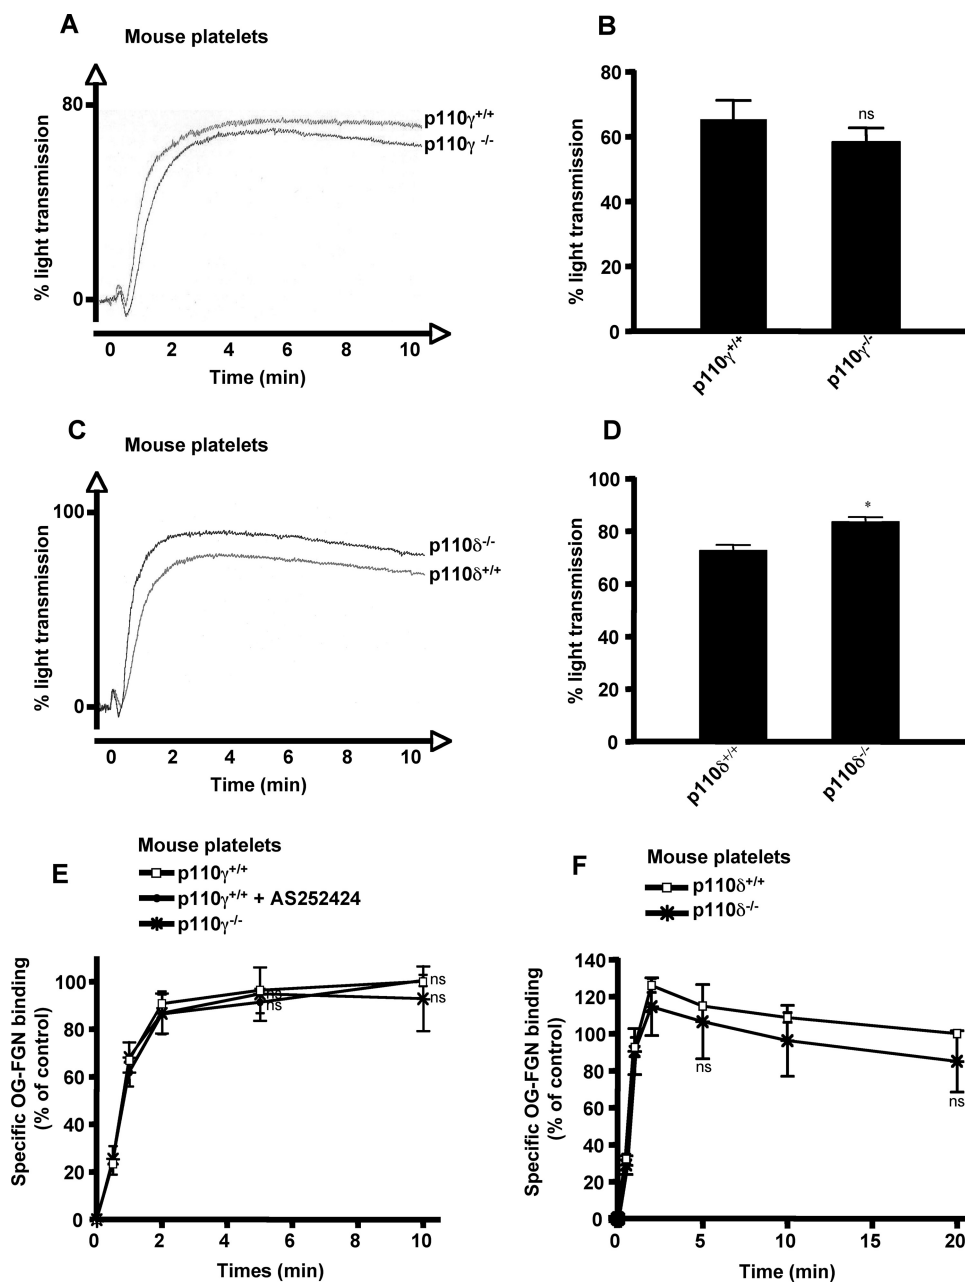 A
Mouse platelets
% light transmission
80
0
p110γ+/+
p110γ -/-
0 2 4 6 8 10
Time (min)
B
% light transmission
80
60
40
20
0
ns
p110γ+/+
p110γ-/-
C
Mouse platelets
% light transmission
100
0
p110δ-/-
p110δ+/+
0 2 4 6 8 10
Time (min)
D
% light transmission
100
80
60
40
20
0
*
p110δ+/+
p110δ-/-
E
Mouse platelets
p110γ+/+
p110γ+/+ + AS252424
p110γ-/-
Specific OG-FGN binding
(% of control)
100
80
60
40
20
0
ns
ns
ns
ns
0 2 4 6 8 10
Times (min)
F
Mouse platelets
p110δ+/+
p110δ-/-
Specific OG-FGN binding
(% of control)
140
120
100
80
60
40
20
0
ns
ns
0 5 10 15 20
Time (min)